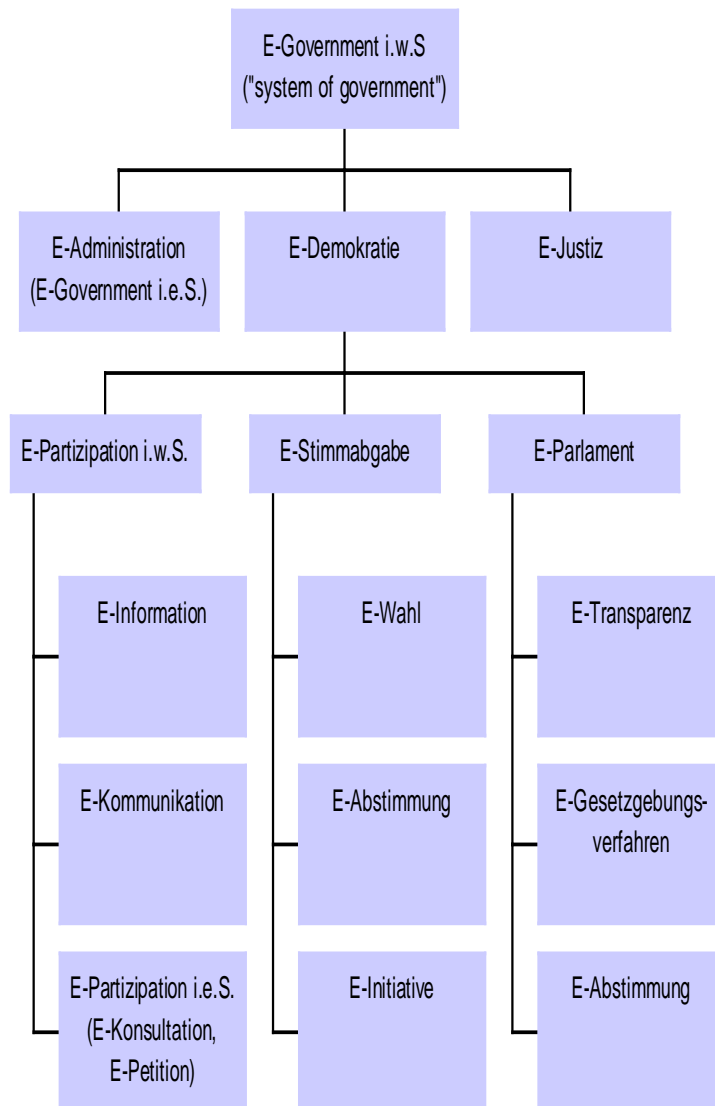 E-Government i.w.S
("system of government")
E-Administration
(E-Government i.e.S.)
E-Demokratie
E-Justiz
E-Partizipation i.w.S.
E-Stimmabgabe
E-Parlament
E-Information
E-Wahl
E-Transparenz
E-Kommunikation
E-Abstimmung
E-Gesetzgebungs-
verfahren
E-Partizipation i.e.S.
(E-Konsultation,
E-Petition)
E-Initiative
E-Abstimmung